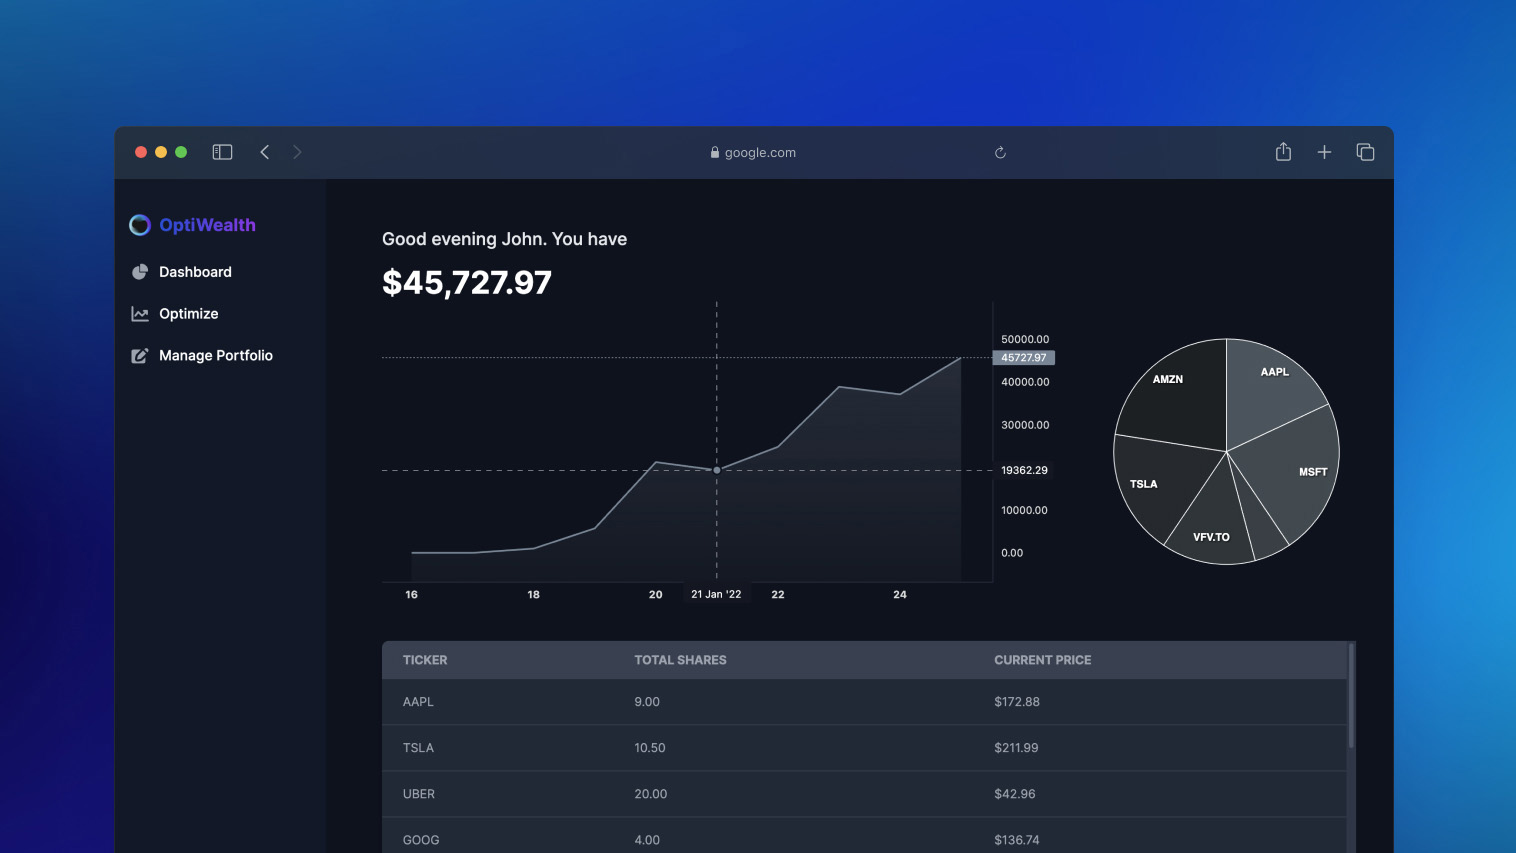 google.com
OptiWealth
Dashboard
Optimize
Manage Portfolio
Good evening John. You have
$45,727.97
50000.00
45727.97
40000.00
30000.00
19362.29
10000.00
0.00
16
18
20
21 Jan '22
22
24
AMZN
AAPL
MSFT
TSLA
VFV.TO
TICKER TOTAL SHARES CURRENT PRICE
AAPL 9.00 $172.88
TSLA 10.50 $211.99
UBER 20.00 $42.96
GOOG 4.00 $136.74